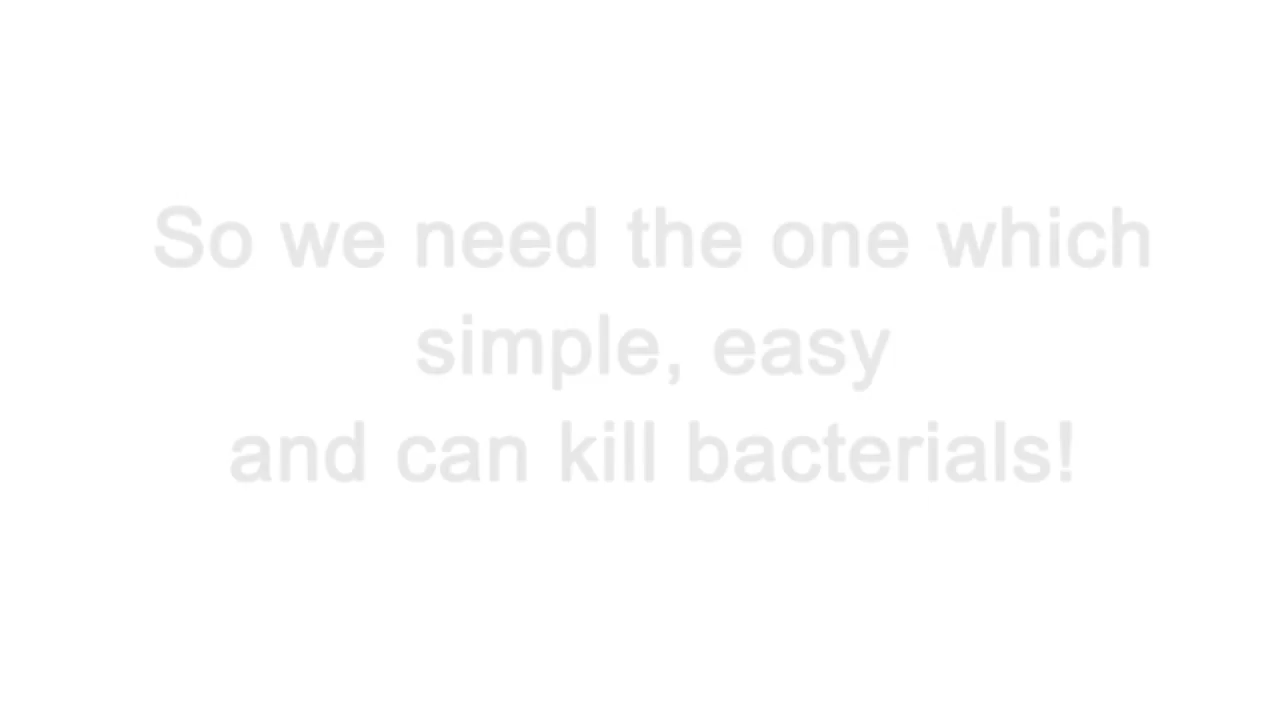 So we need the one which
simple, easy
and can kill bacterials!